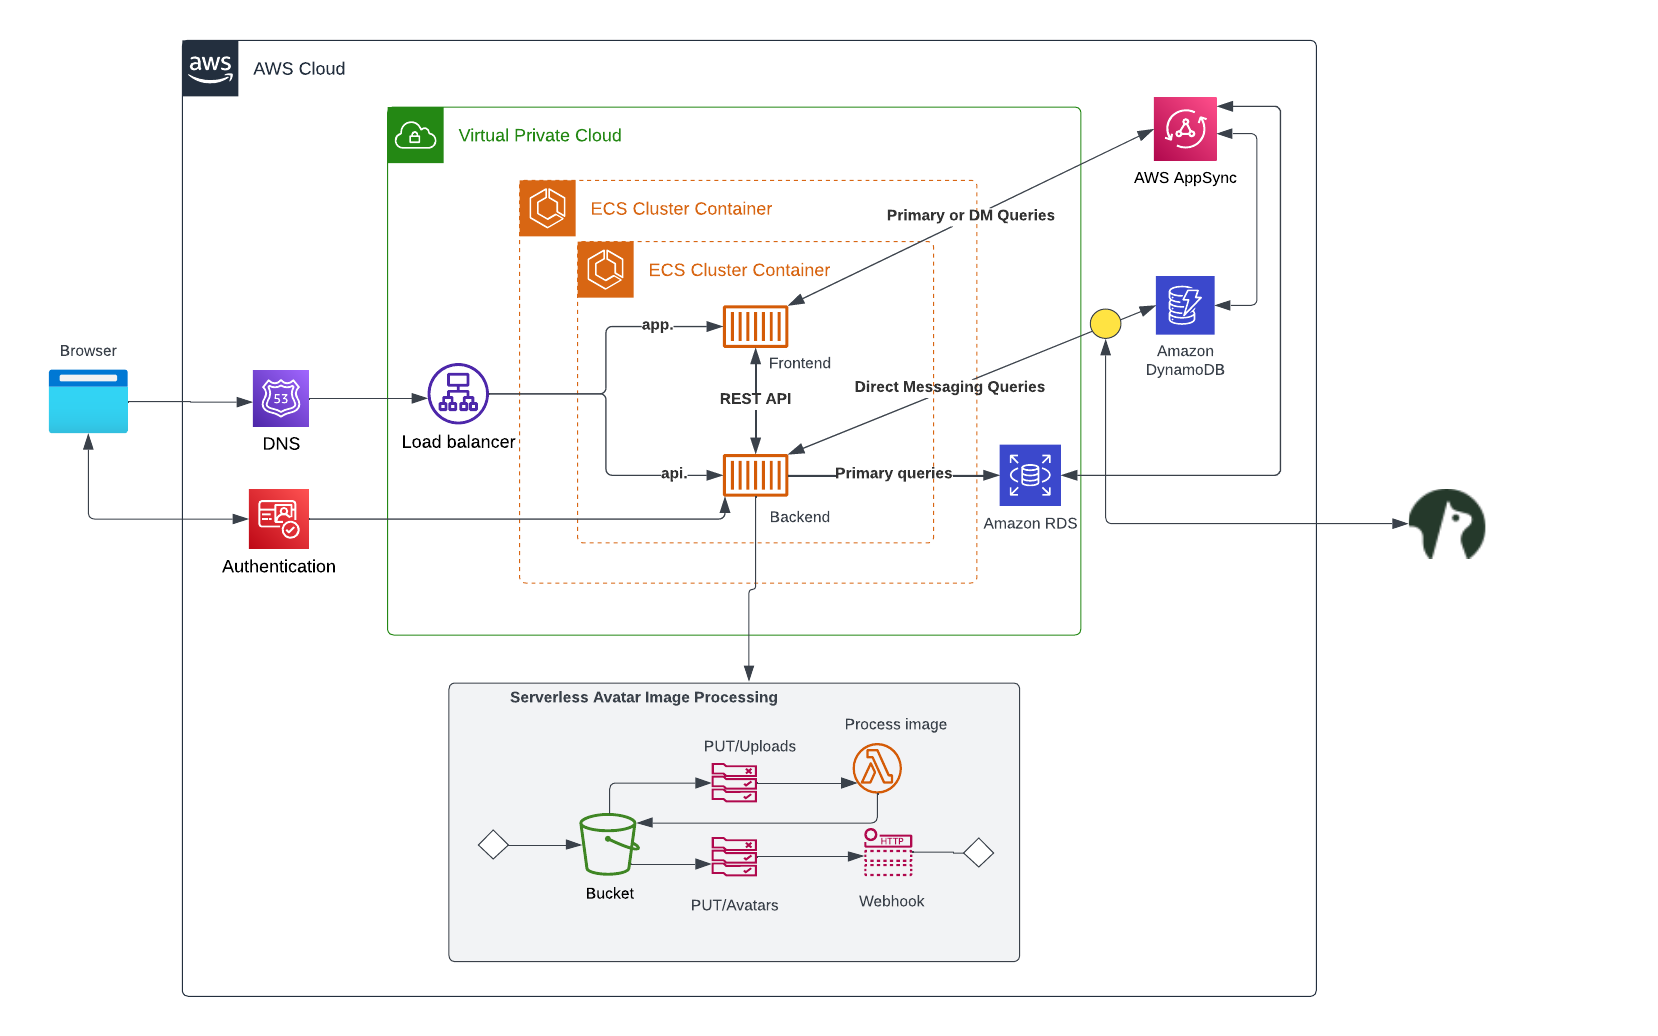 aws
AWS Cloud
Virtual Private Cloud
AWS AppSync
ECS Cluster Container
Primary or DM Queries
ECS Cluster Container
app.
Frontend
Browser
53
DNS
Load balancer
REST API
Direct Messaging Queries
Amazon
DynamoDB
api.
Primary queries
Backend
Amazon RDS
Authentication
Serverless Avatar Image Processing
Process image
PUT/Uploads
HTTP
Bucket
PUT/Avatars
Webhook